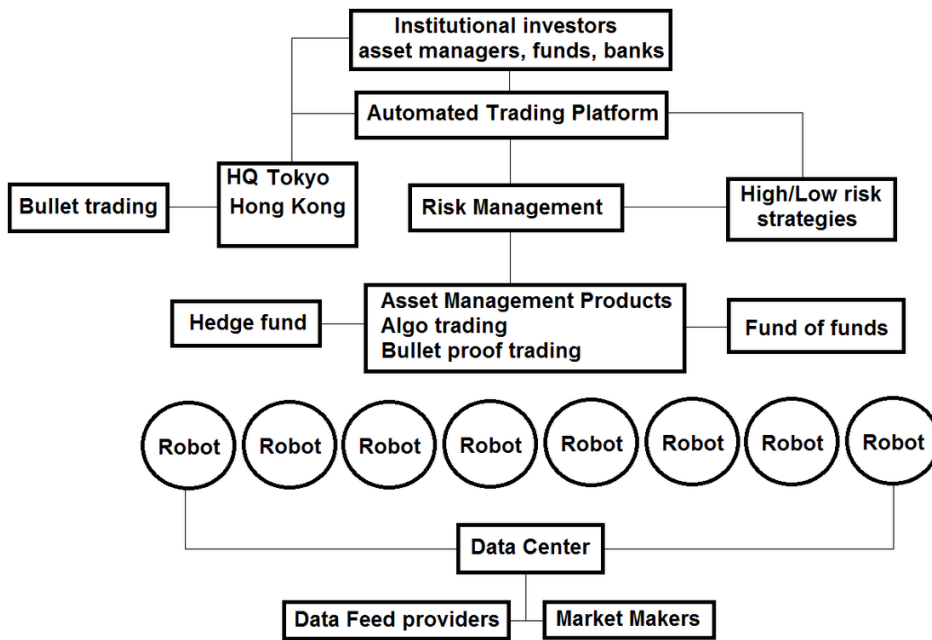 Institutional investors
asset managers, funds, banks
Automated Trading Platform
Bullet trading
HQ Tokyo
Hong Kong
Risk Management
High/Low risk
strategies
Hedge fund
Asset Management Products
Algo trading
Bullet proof trading
Fund of funds
Robot
Robot
Robot
Robot
Robot
Robot
Robot
Robot
Data Center
Data Feed providers
Market Makers